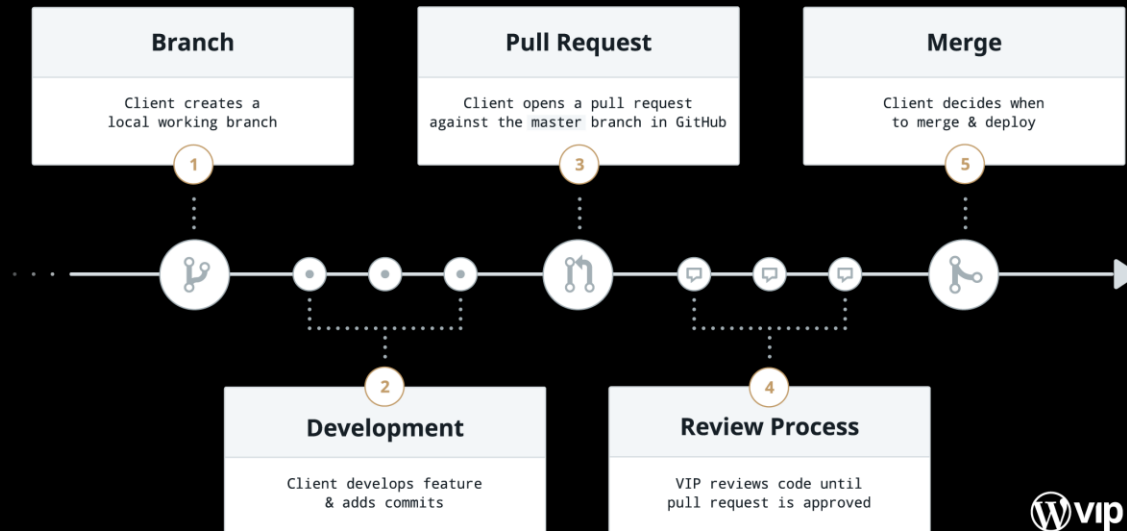 Branch
Client creates a
local working branch
1
Pull Request
Client opens a pull request
against the master branch in GitHub
3
Merge
Client decides when
to merge & deploy
5
2
Development
Client develops feature
& adds commits
4
Review Process
VIP reviews code until
pull request is approved
W vip